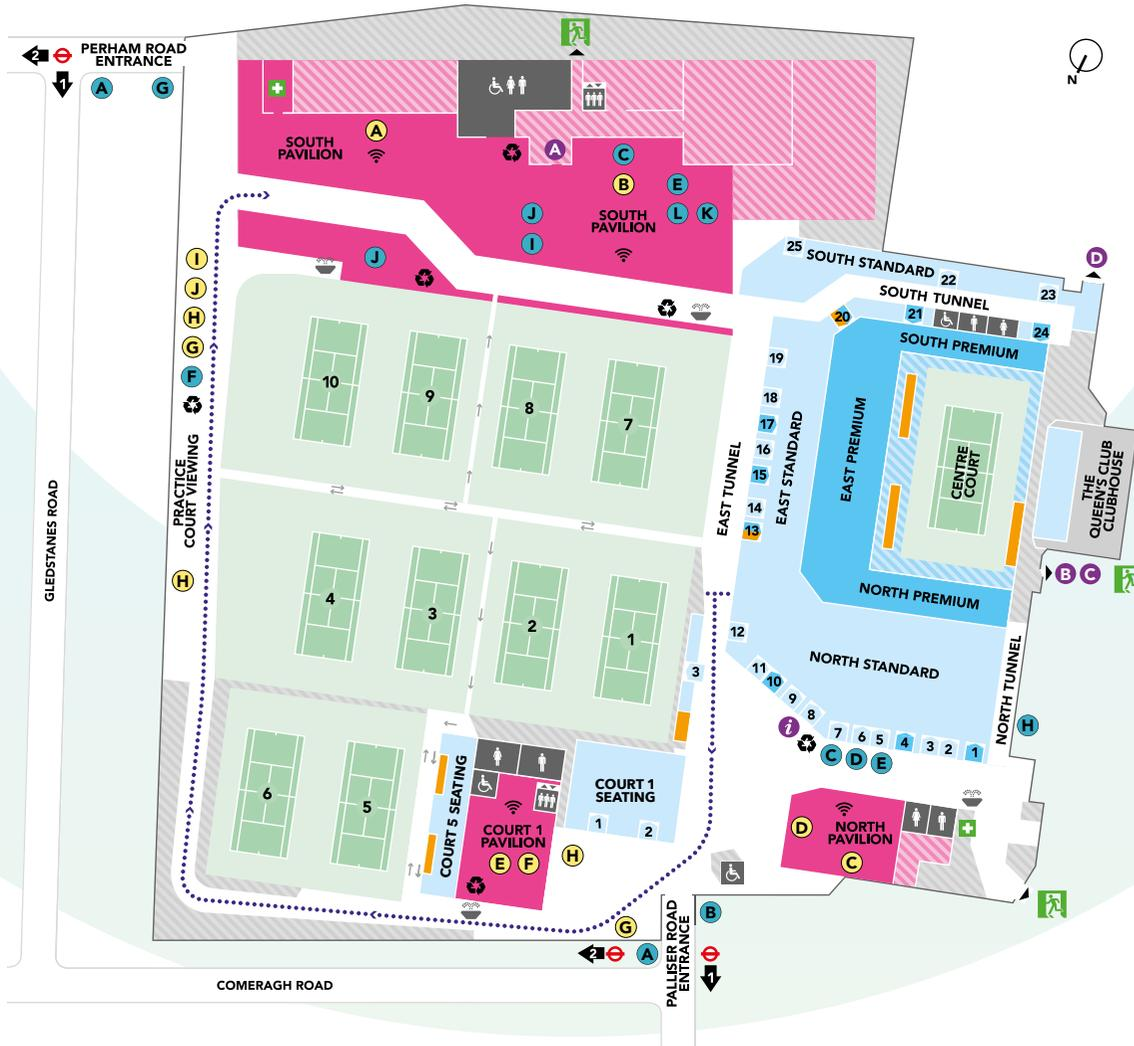 2
PERHAM ROAD
ENTRANCE
1
A
G
N
SOUTH
PAVILION
A
A
C
B
E
J
SOUTH
PAVILION
L
K
I
J
25
SOUTH STANDARD
22
23
D
SOUTH TUNNEL
20
21
24
SOUTH PREMIUM
I
J
H
G
F
PRACTICE
COURT VIEWING
H
GLEDSTANES ROAD
10
9
8
7
19
18
17
16
15
14
13
EAST TUNNEL
EAST STANDARD
EAST PREMIUM
CENTRE
COURT
THE
QUEEN'S CLUB
CLUBHOUSE
B
C
NORTH PREMIUM
4
3
2
1
3
12
NORTH STANDARD
11
10
9
8
7
6
5
4
3
2
1
i
C
D
E
NORTH TUNNEL
H
6
5
COURT 5 SEATING
COURT 1
PAVILION
E
F
COURT 1
SEATING
1
2
H
D
NORTH
PAVILION
C
G
2
A
B
PALLISER ROAD
ENTRANCE
1
COMERAGH ROAD